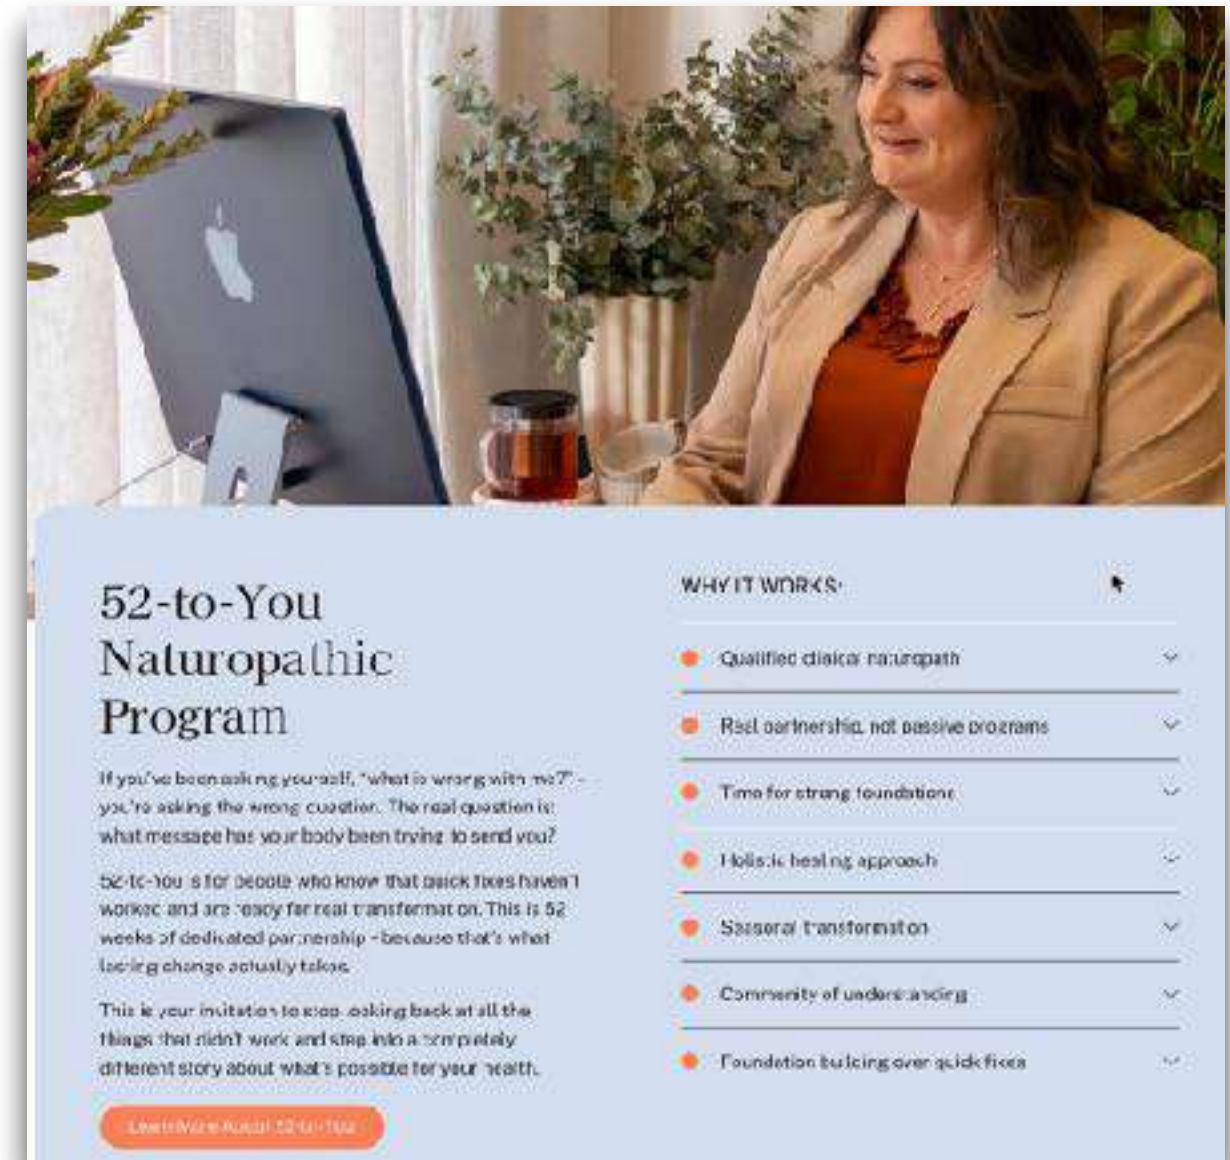 52-to-You
Naturopathic
Program
If you've been asking yourself, "what is wrong with me?" -
you're asking the wrong question. The real question is:
what message has your body been trying to send you?
52-to-You is for people who know that quick fixes haven't
worked and are ready for real transformation. This is 52
weeks of dedicated partnership - because that's what
lasting change actually takes.
This is your invitation to stop looking back at all the
things that didn't work and step into a completely
different story about what's possible for your health.
Learn More About 52-to-You
WHY IT WORKS:
Qualified clinical naturopath
Real partnership, not passive programs
Time for strong foundations
Holistic healing approach
Seasonal transformation
Community of understanding
Foundation building over quick fixes